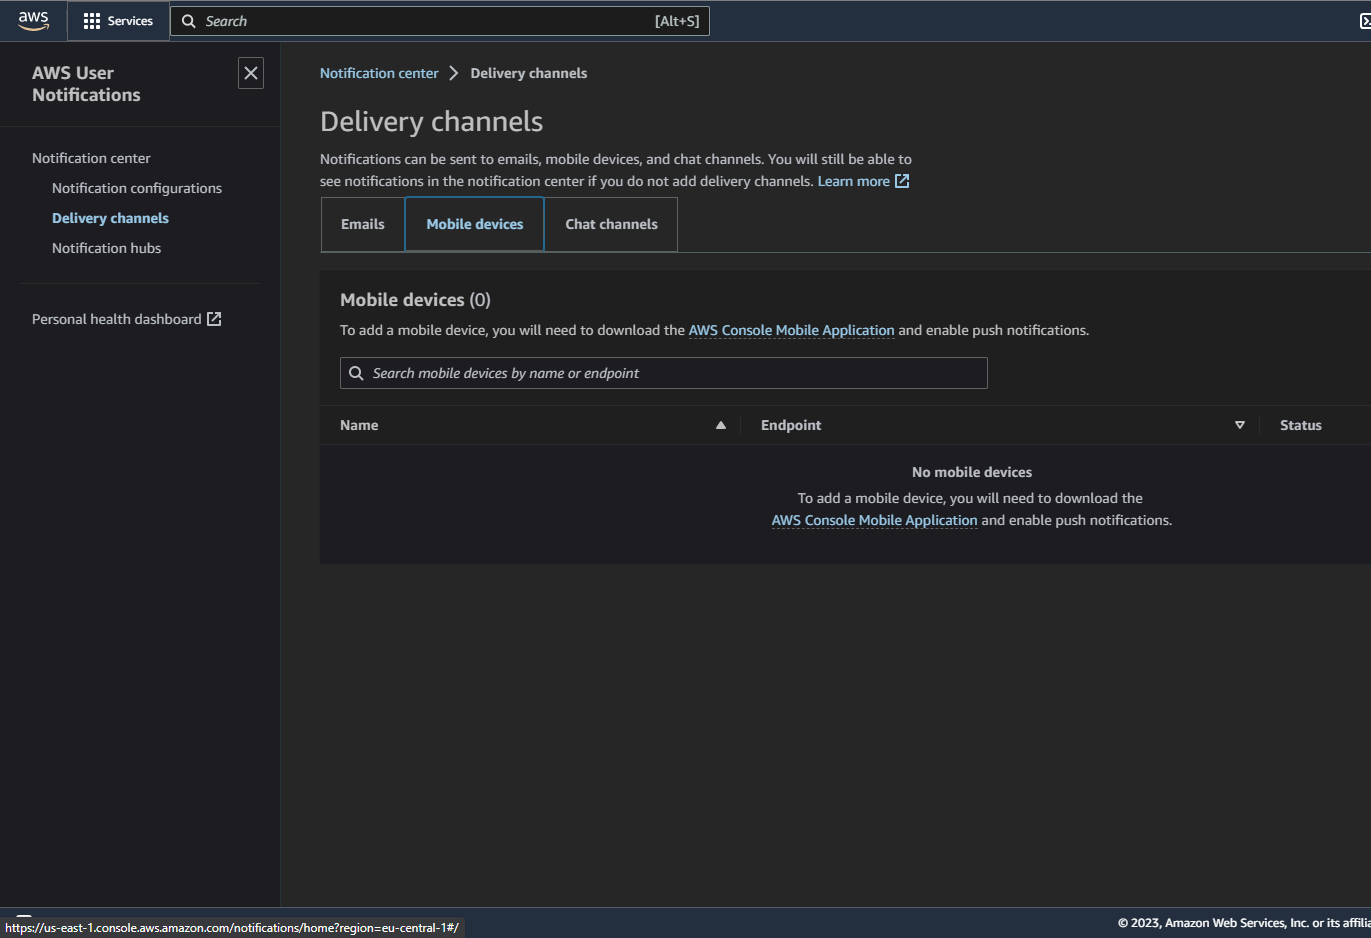 aws
Services
Search
[Alt+S]
AWS User
Notifications
Notification center
Notification configurations
Delivery channels
Notification hubs
Personal health dashboard
Notification center
Delivery channels
Delivery channels
Notifications can be sent to emails, mobile devices, and chat channels. You will still be able to
see notifications in the notification center if you do not add delivery channels. Learn more
Emails
Mobile devices
Chat channels
Mobile devices (0)
To add a mobile device, you will need to download the AWS Console Mobile Application and enable push notifications.
Search mobile devices by name or endpoint
Name
Endpoint
Status
No mobile devices
To add a mobile device, you will need to download the
AWS Console Mobile Application and enable push notifications.
https://us-east-1.console.aws.amazon.com/notifications/home?region=eu-central-1#/
© 2023, Amazon Web Services, Inc. or its